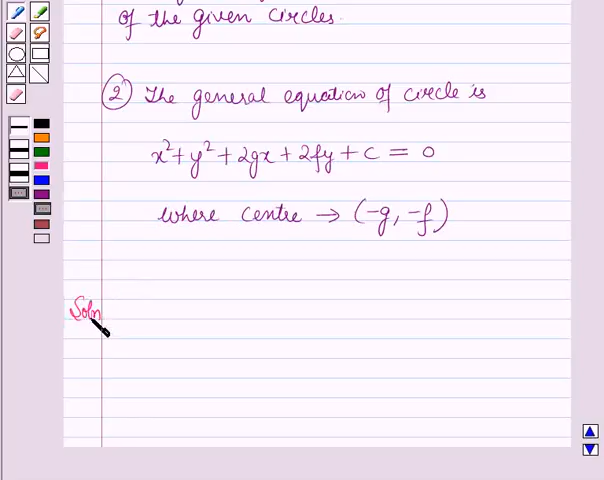 of the given circles.
② The general equation of circle is
x² + y² + 2gx + 2fy + c = 0
where centre → (-g, -f)
Soln